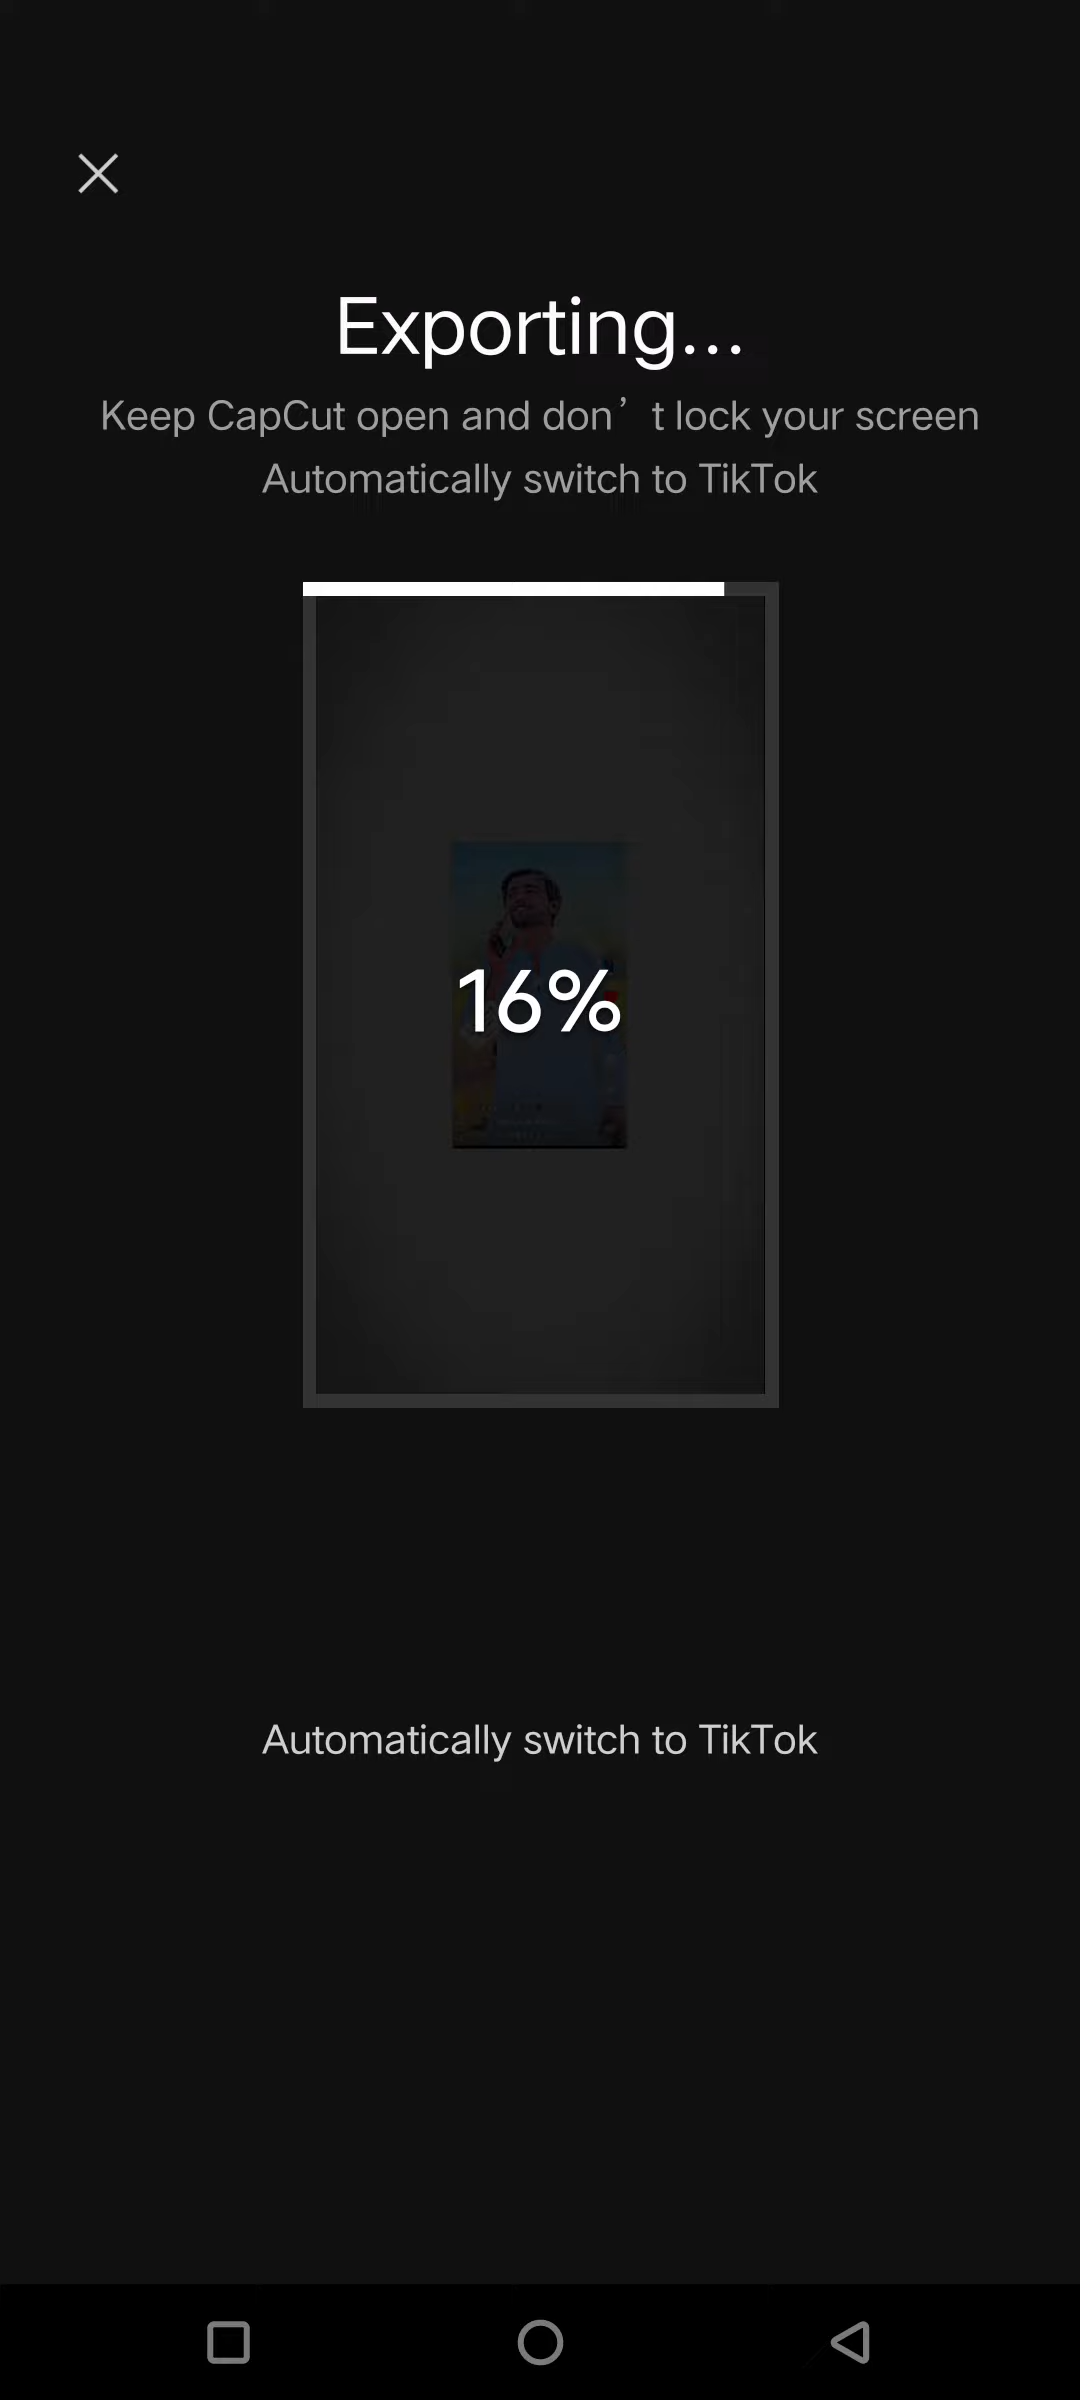 Exporting...
Keep CapCut open and don’t lock your screen
Automatically switch to TikTok
16%
Automatically switch to TikTok